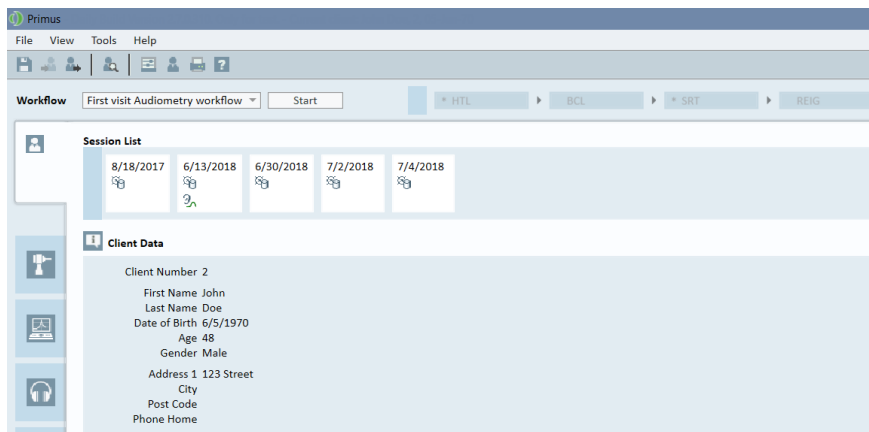 Primus
File View Tools Help
Workflow First visit Audiometry workflow Start * HTL BCL * SRT REIG
Session List
8/18/2017 6/13/2018 6/30/2018 7/2/2018 7/4/2018
Client Data
Client Number 2
First Name John
Last Name Doe
Date of Birth 6/5/1970
Age 48
Gender Male
Address 1 123 Street
City
Post Code
Phone Home